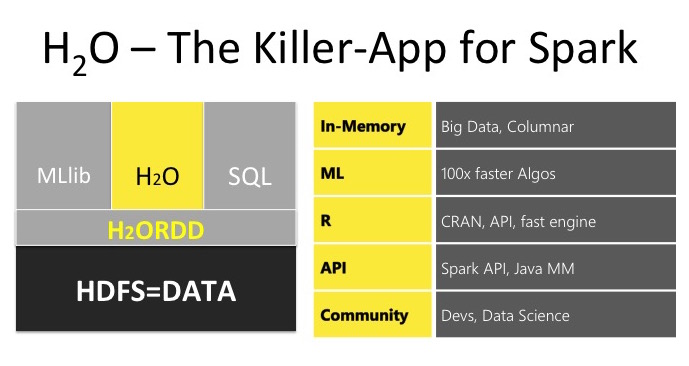 H₂O – The Killer-App for Spark
MLlib H2O SQL
H2ORDD
HDFS=DATA
In-Memory Big Data, Columnar
ML 100x faster Algos
R CRAN, API, fast engine
API Spark API, Java MM
Community Devs, Data Science